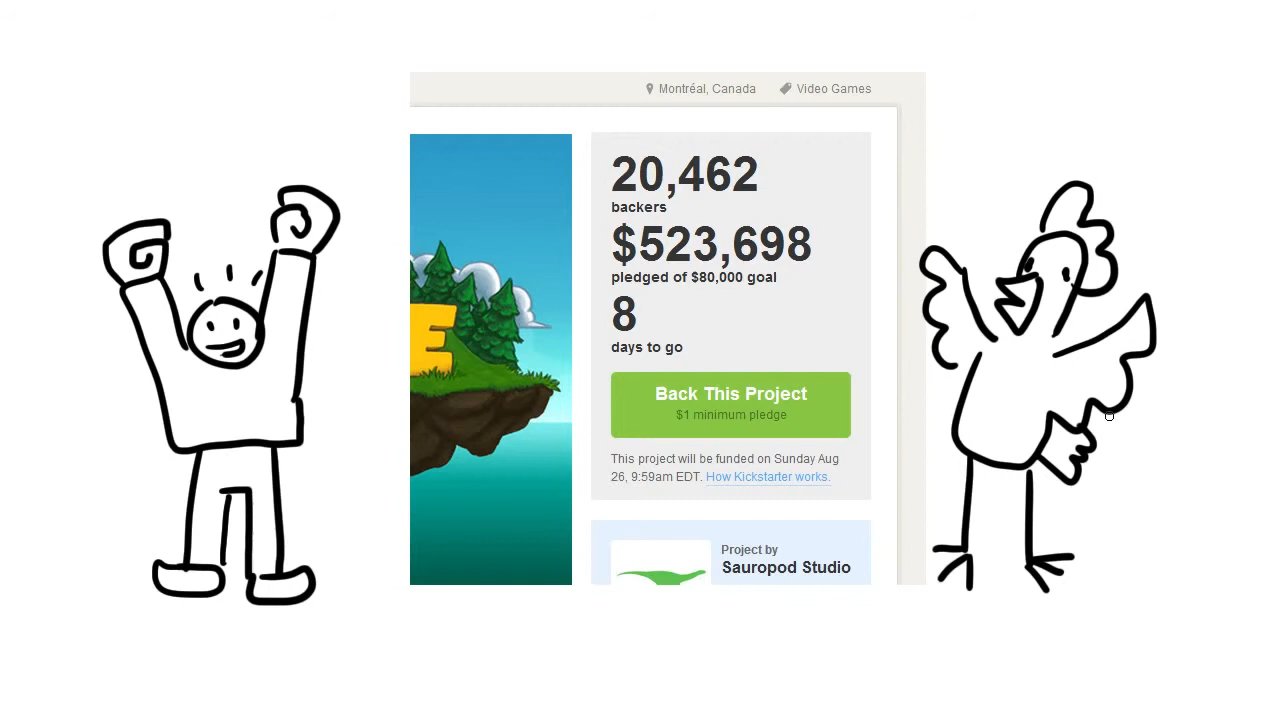 Montréal, Canada Video Games
20,462
backers
$523,698
pledged of $80,000 goal
8
days to go
E
Back This Project
$1 minimum pledge
This project will be funded on Sunday Aug
26, 9:59am EDT. How Kickstarter works.
Project by
Sauropod Studio